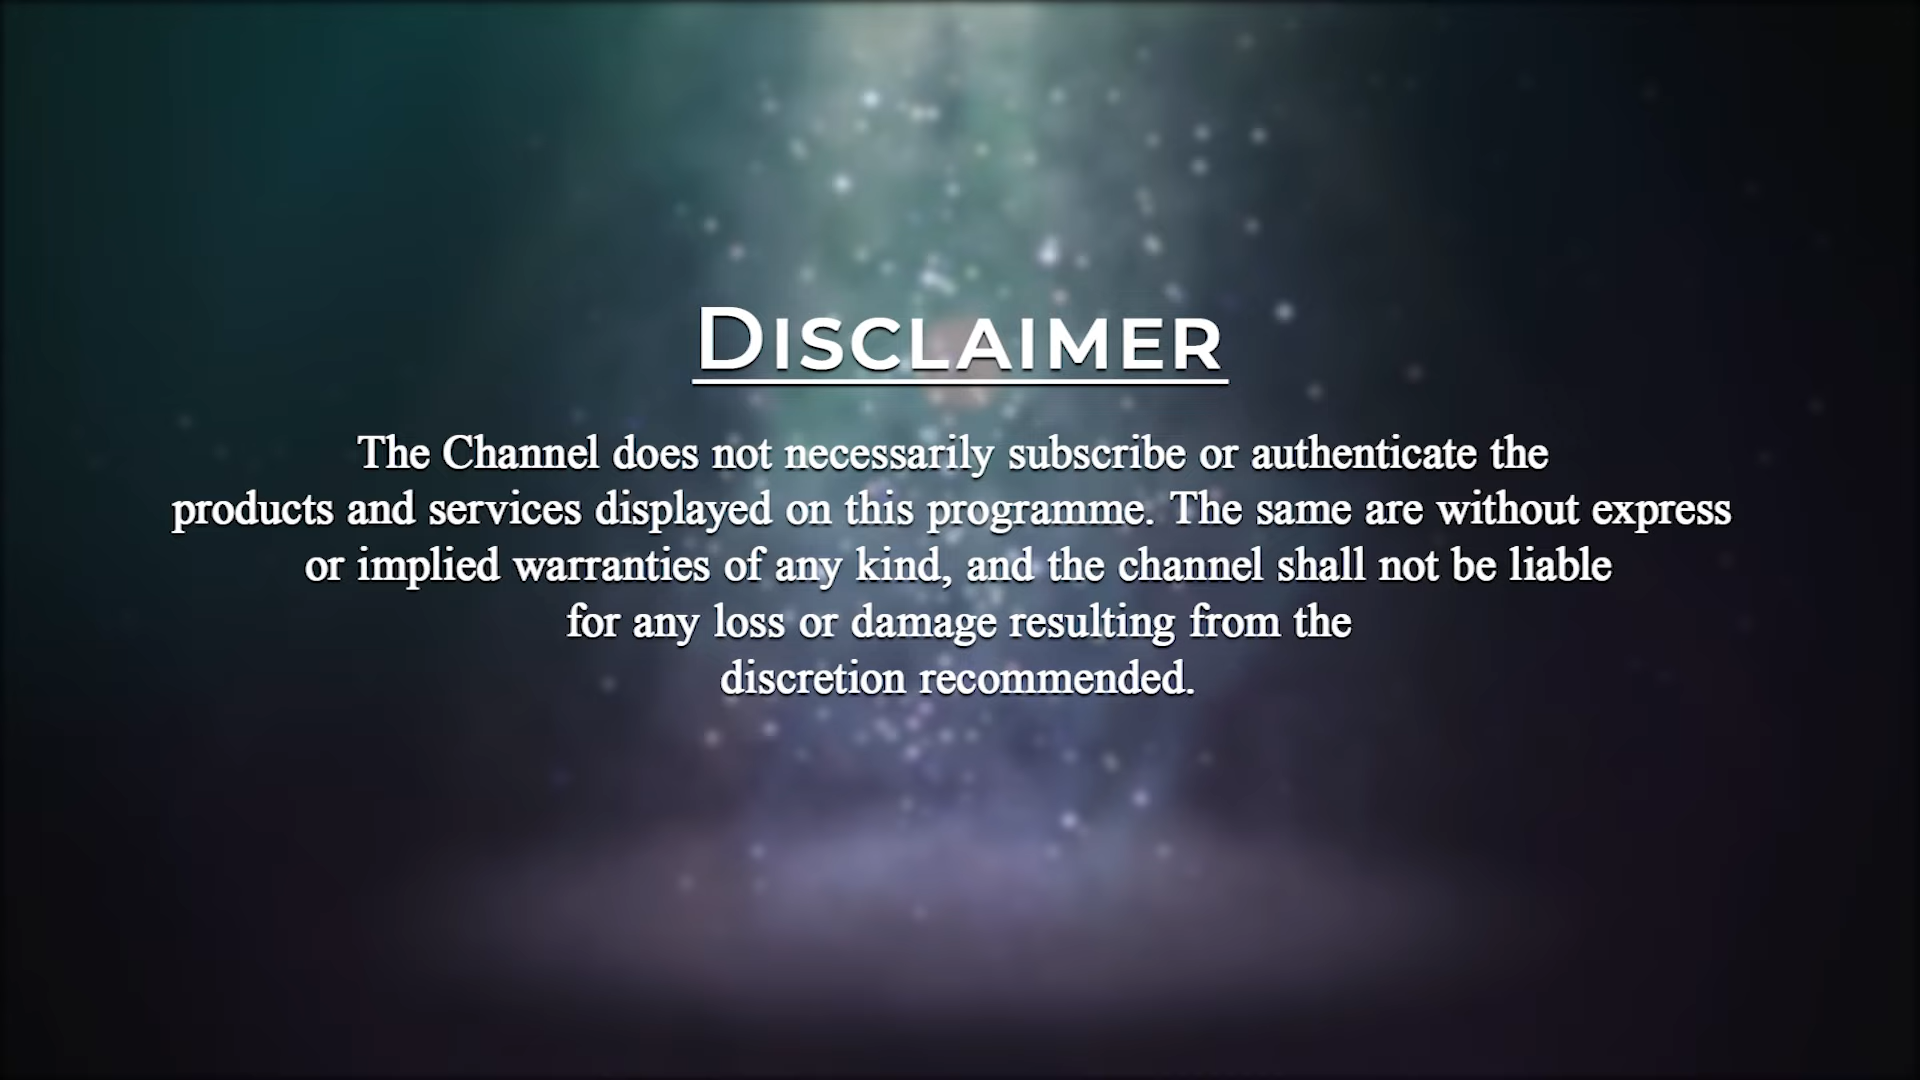 DISCLAIMER
The Channel does not necessarily subscribe or authenticate the
products and services displayed on this programme. The same are without express
or implied warranties of any kind, and the channel shall not be liable
for any loss or damage resulting from the
discretion recommended.